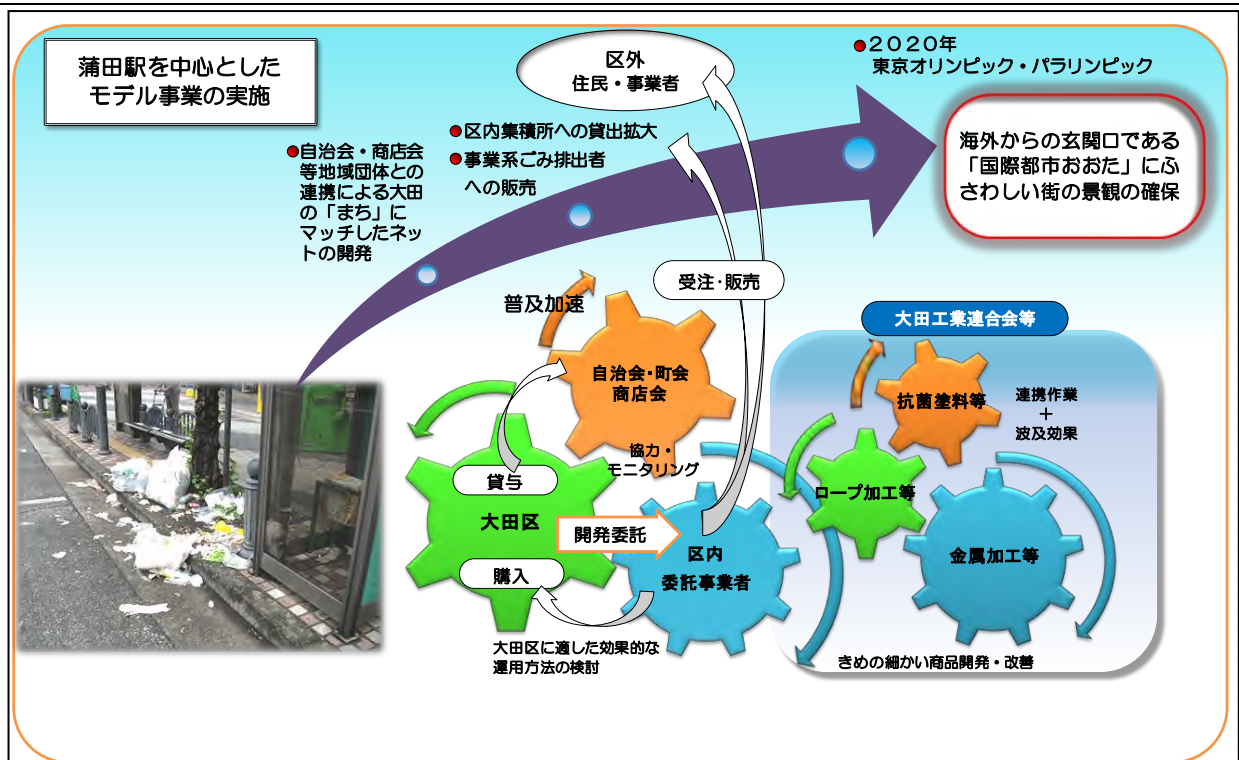 蒲田駅を中心とした
モデル事業の実施
区外
住民・事業者
●２０２０年
東京オリンピック・パラリンピック
海外からの玄関口である
「国際都市おおた」にふ
さわしい街の景観の確保
●区内集積所への貸出拡大
●事業系ごみ排出者
への販売
●自治会・商店会
等地域団体との
連携による大田
の「まち」に
マッチしたネッ
トの開発
受注・販売
普及加速
自治会・町会
商店会
協力・
モニタリング
貸与
大田区
開発委託
購入
区内
委託事業者
大田区に適した効果的な
運用方法の検討
大田工業連合会等
抗菌塗料等
連携作業
＋
波及効果
ロープ加工等
金属加工等
きめの細かい商品開発・改善